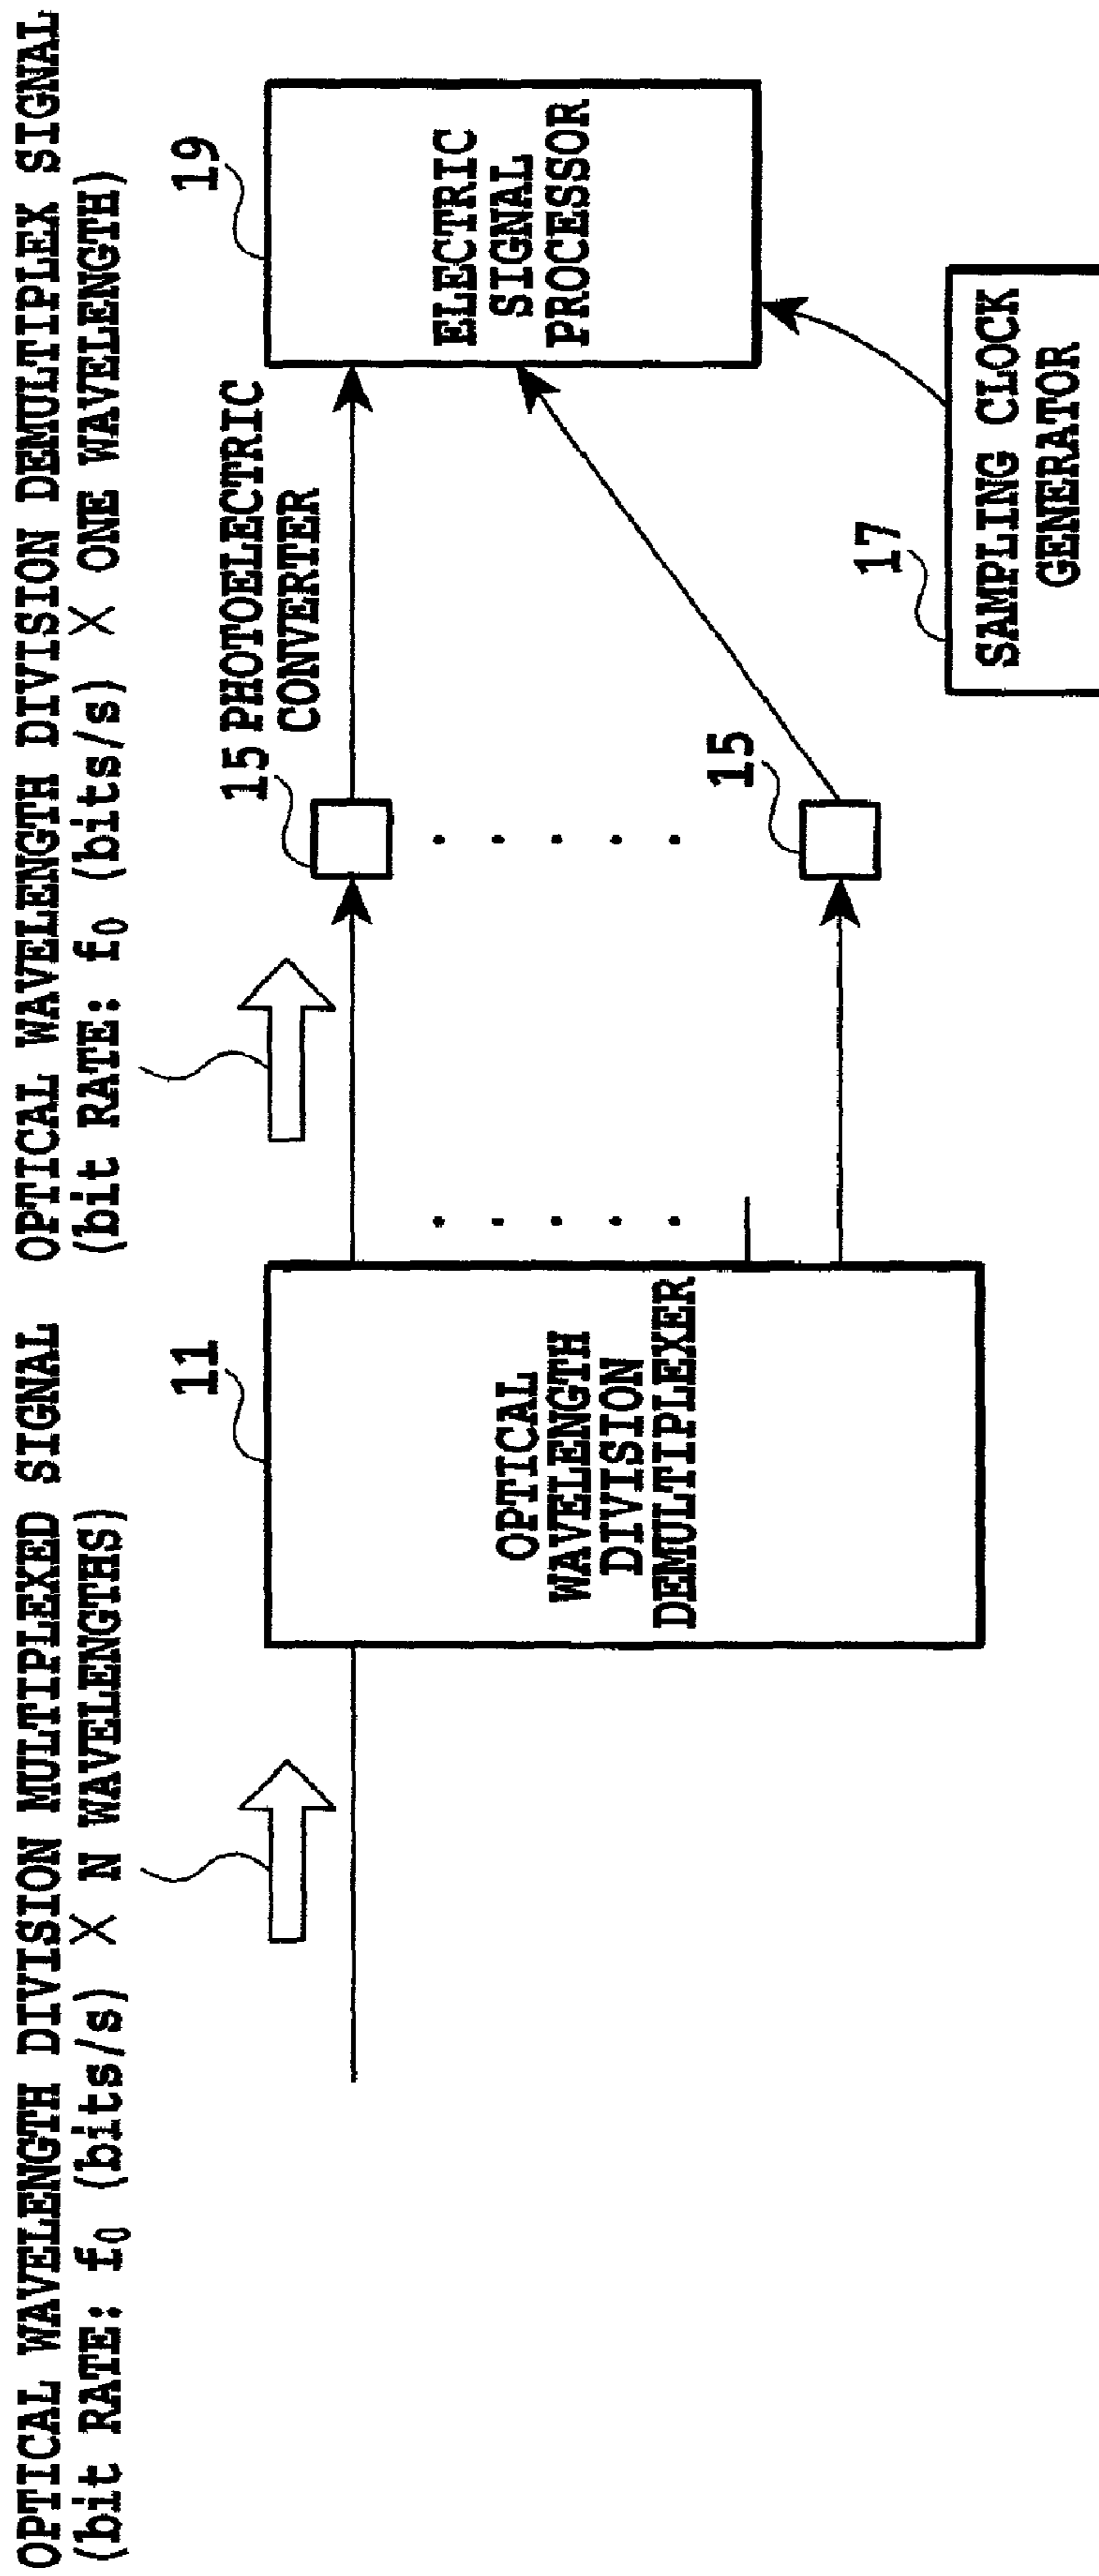 OPTICAL WAVELENGTH DIVISION MULTIPLEXED SIGNAL
(bit RATE: f₀ (bits/s) × N WAVELENGTHS)
OPTICAL WAVELENGTH DIVISION DEMULTIPLEX SIGNAL
(bit RATE: f₀ (bits/s) × ONE WAVELENGTH)
11
OPTICAL
WAVELENGTH
DIVISION
DEMULTIPLEXER
15 PHOTOELECTRIC
CONVERTER
15
19
ELECTRIC
SIGNAL
PROCESSOR
17
SAMPLING CLOCK
GENERATOR